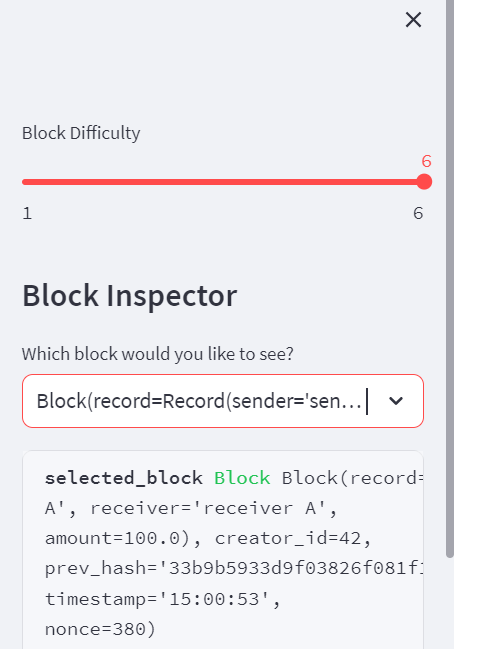 Block Difficulty
6
1 6
Block Inspector
Which block would you like to see?
Block(record=Record(sender='sen...
selected_block Block Block(record=
A', receiver='receiver A',
amount=100.0), creator_id=42,
prev_hash='33b9b5933d9f03826f081f1
timestamp='15:00:53',
nonce=380)